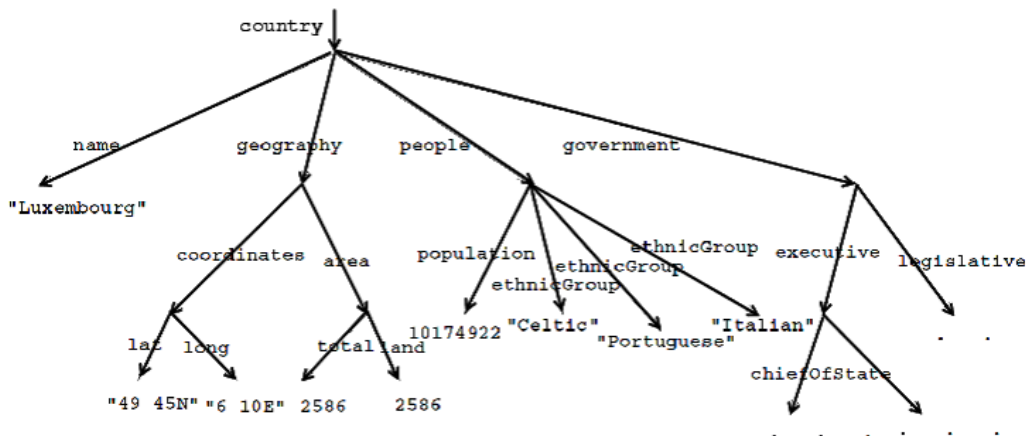 country
name geography people government
"Luxembourg"
coordinates area population ethnicGroup ethnicGroup ethnicGroup executive legislative
10174922 "Celtic" "Portuguese" "Italian" . .
lat long total land
chiefOfState
"49 45N" "6 10E" 2586 2586